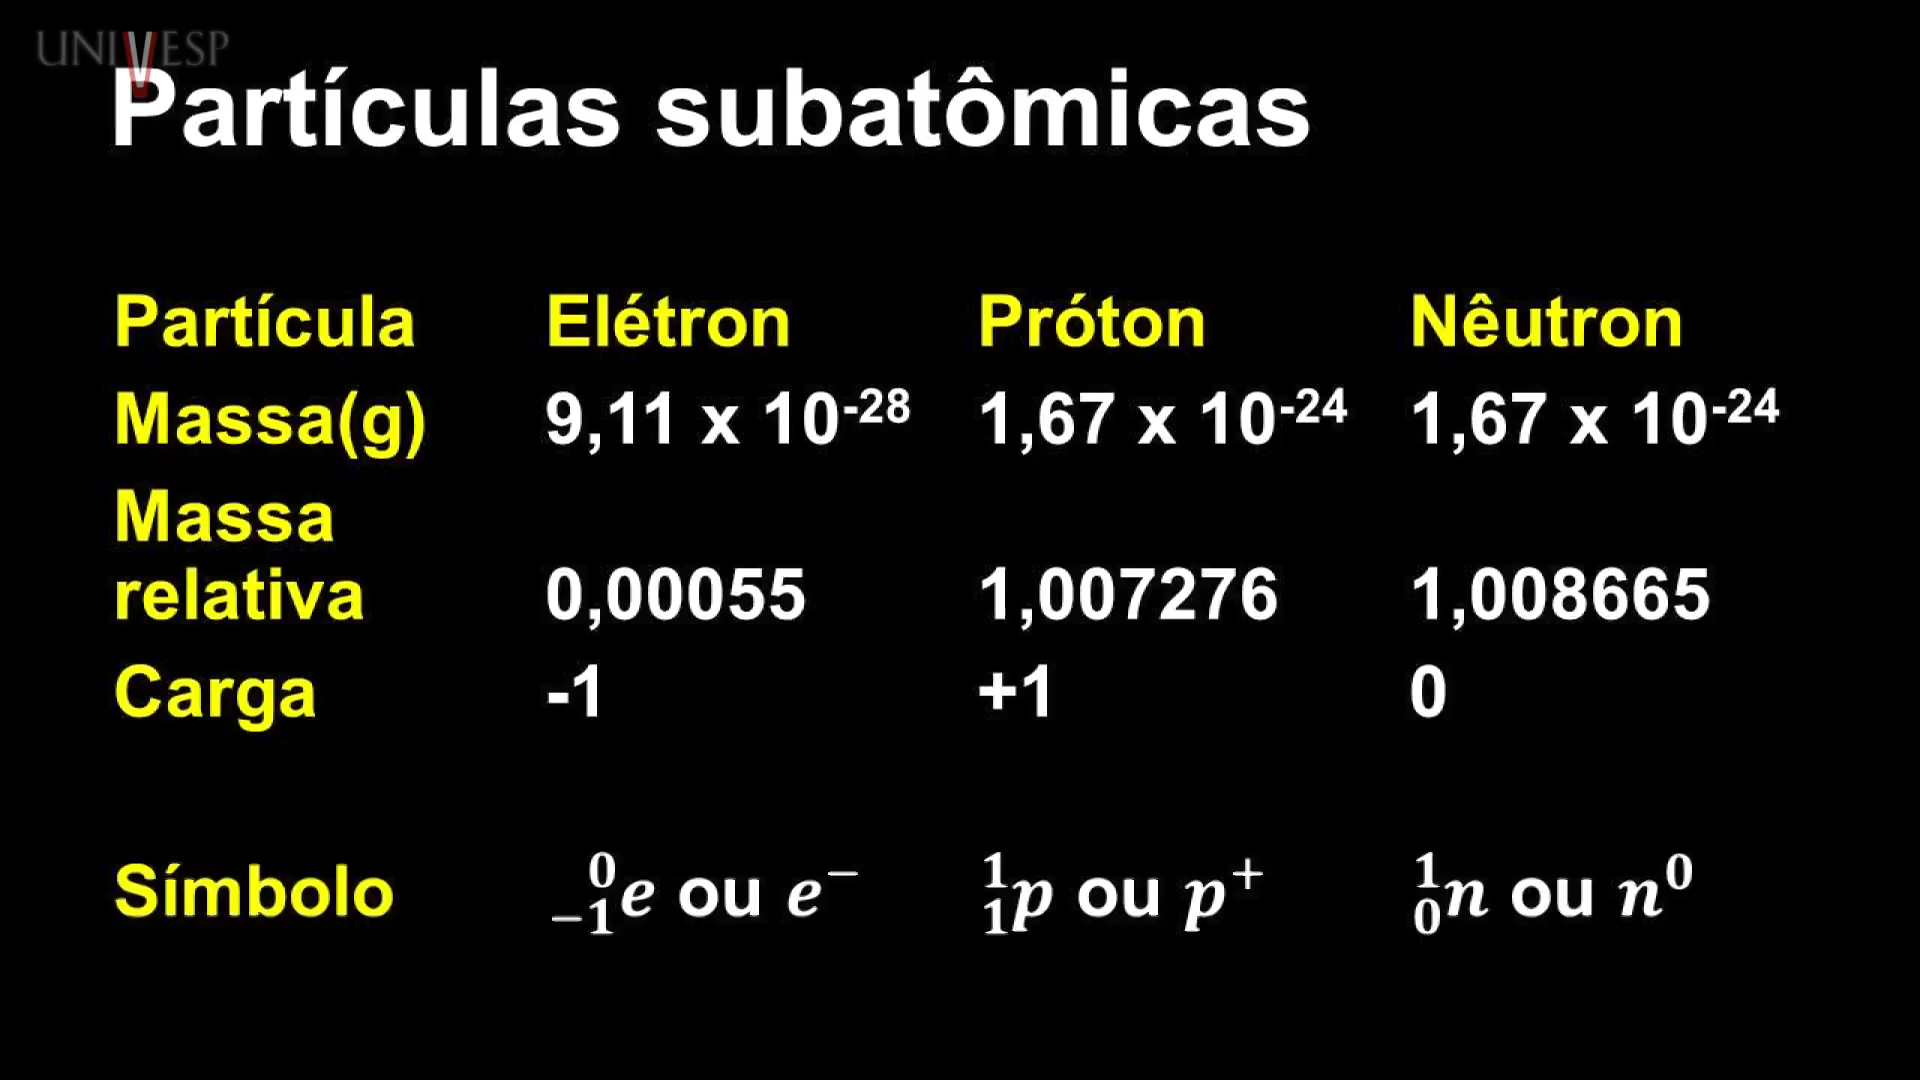 UNIVESP
Partículas subatômicas
Partícula Elétron Próton Nêutron
Massa(g) 9,11 x 10⁻²⁸ 1,67 x 10⁻²⁴ 1,67 x 10⁻²⁴
Massa
relativa 0,00055 1,007276 1,008665
Carga -1 +1 0
Símbolo ⁰₋₁e ou e⁻ ¹₁p ou p⁺ ¹₀n ou n⁰